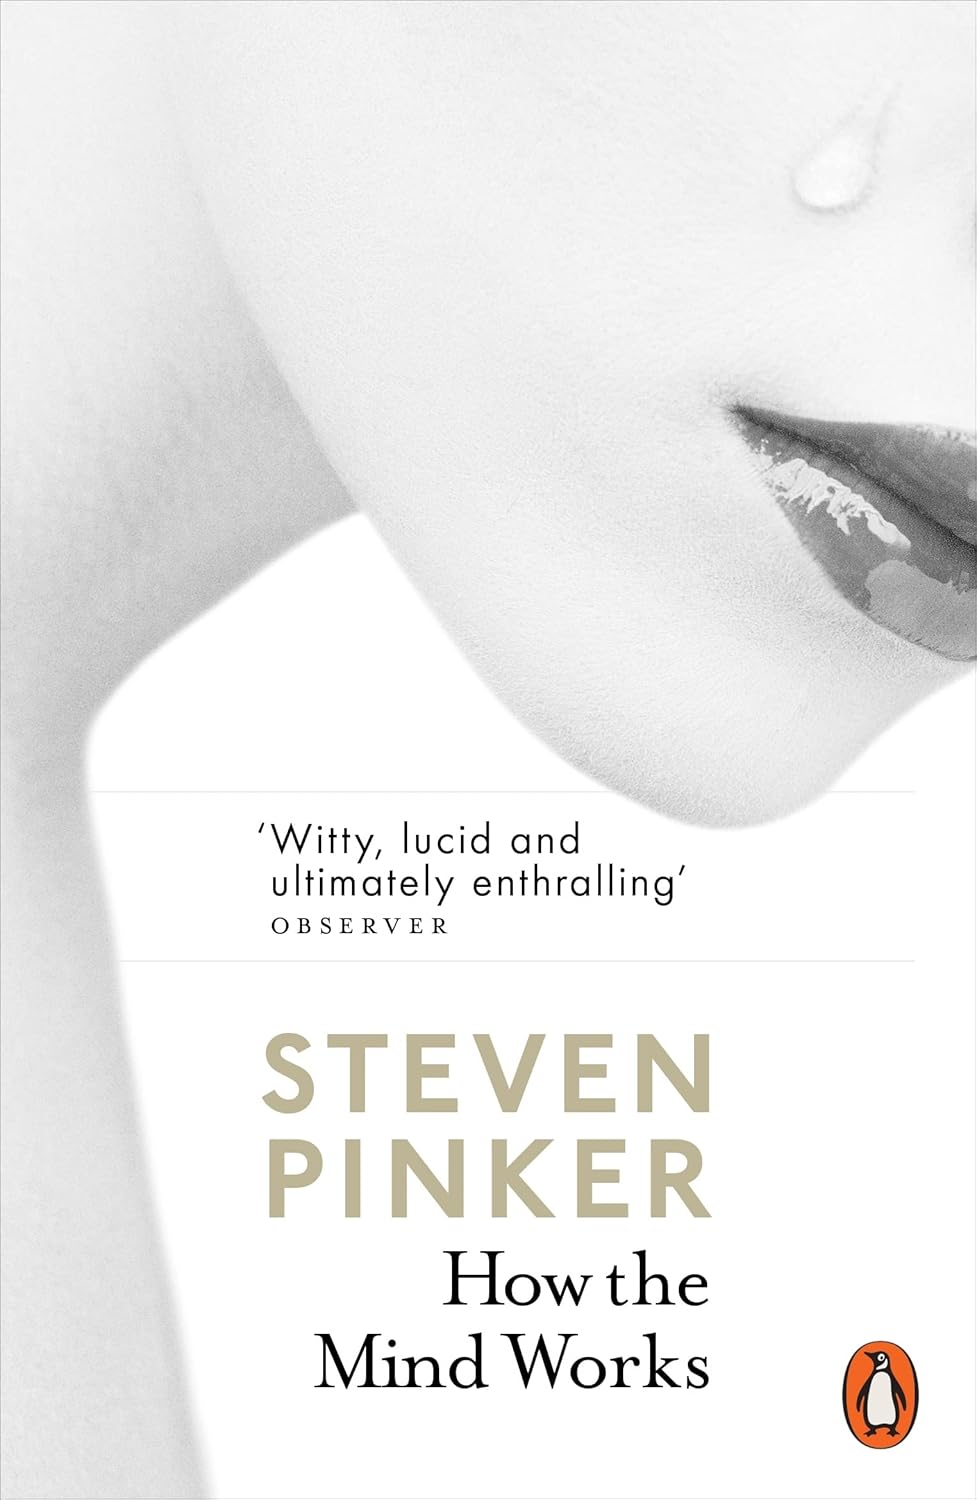 ‘Witty, lucid and
ultimately enthralling’
OBSERVER
STEVEN
PINKER
How the
Mind Works